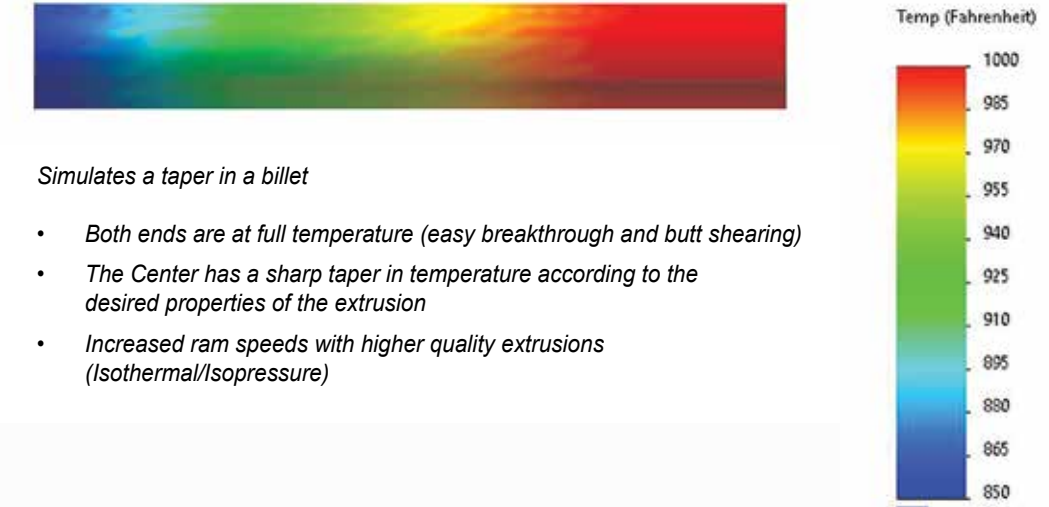 Temp (Fahrenheit)
1000
985
970
955
940
925
910
895
880
865
850
Simulates a taper in a billet
• Both ends are at full temperature (easy breakthrough and butt shearing)
• The Center has a sharp taper in temperature according to the
desired properties of the extrusion
• Increased ram speeds with higher quality extrusions
(Isothermal/Isopressure)